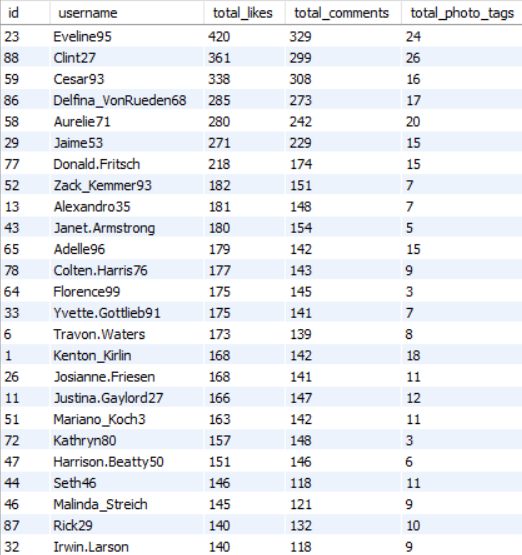 id username total_likes total_comments total_photo_tags
23 Eveline95 420 329 24
88 Clint27 361 299 26
59 Cesar93 338 308 16
86 Delfina_VonRueden68 285 273 17
58 Aurelie71 280 242 20
29 Jaime53 271 229 15
77 Donald.Fritsch 218 174 15
52 Zack_Kemmer93 182 151 7
13 Alexandro35 181 148 7
43 Janet.Armstrong 180 154 5
65 Adelle96 179 142 15
78 Colten.Harris76 177 143 9
64 Florence99 175 145 3
33 Yvette.Gottlieb91 175 141 7
6 Travon.Waters 173 139 8
1 Kenton_Kirlin 168 142 18
26 Josianne.Friesen 168 141 11
11 Justina.Gaylord27 166 147 12
51 Mariano_Koch3 163 142 11
72 Kathryn80 157 148 3
47 Harrison.Beatty50 151 146 6
44 Seth46 146 118 11
46 Malinda_Streich 145 121 9
87 Rick29 140 132 10
32 Irwin.Larson 140 118 9